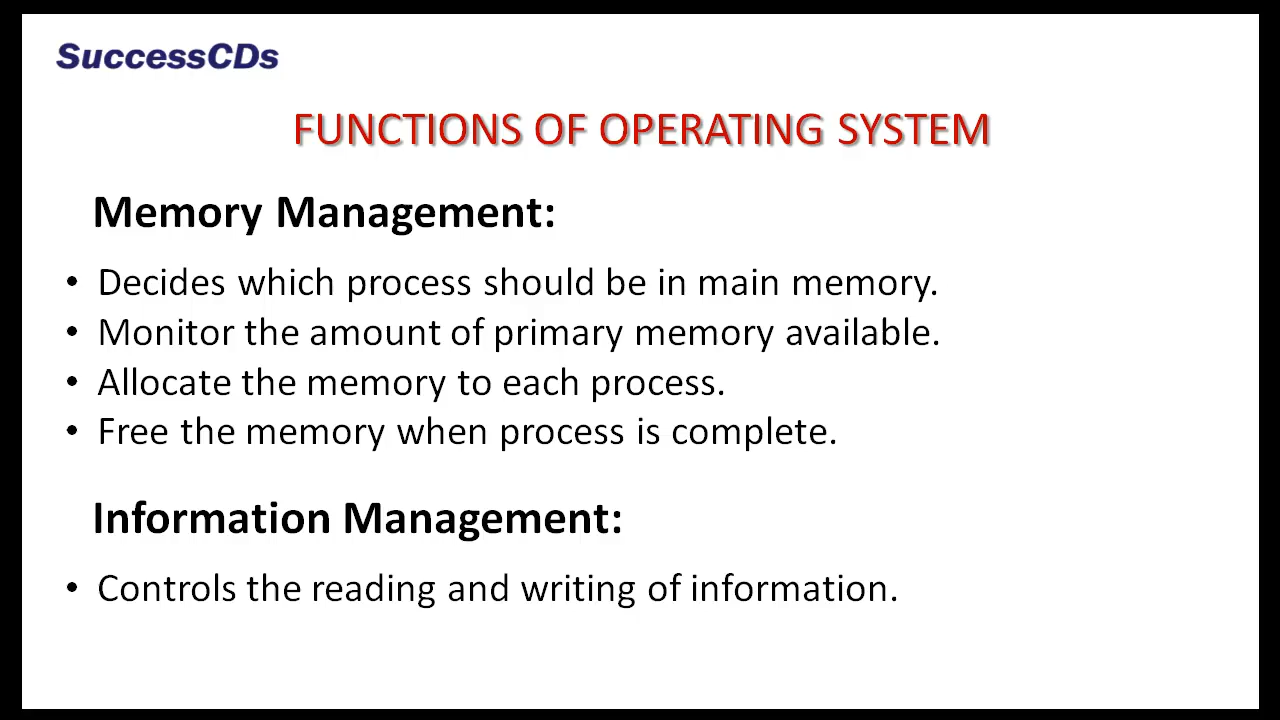 SuccessCDs
FUNCTIONS OF OPERATING SYSTEM
Memory Management:
• Decides which process should be in main memory.
• Monitor the amount of primary memory available.
• Allocate the memory to each process.
• Free the memory when process is complete.
Information Management:
• Controls the reading and writing of information.